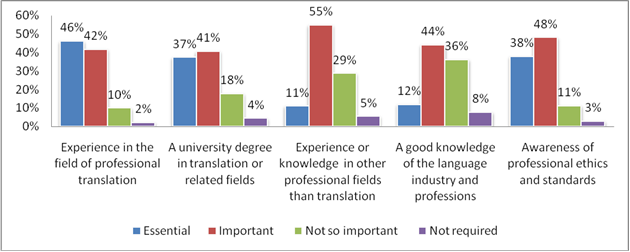 60%
50%
40%
30%
20%
10%
0%
46%
42%
10%
2%
37%
41%
18%
4%
11%
55%
29%
5%
12%
44%
36%
8%
38%
48%
11%
3%
Experience in the
field of professional
translation
A university degree
in translation or
related fields
Experience or
knowledge in other
professional fields
than translation
A good knowledge
of the language
industry and
professions
Awareness of
professional ethics
and standards
Essential
Important
Not so important
Not required